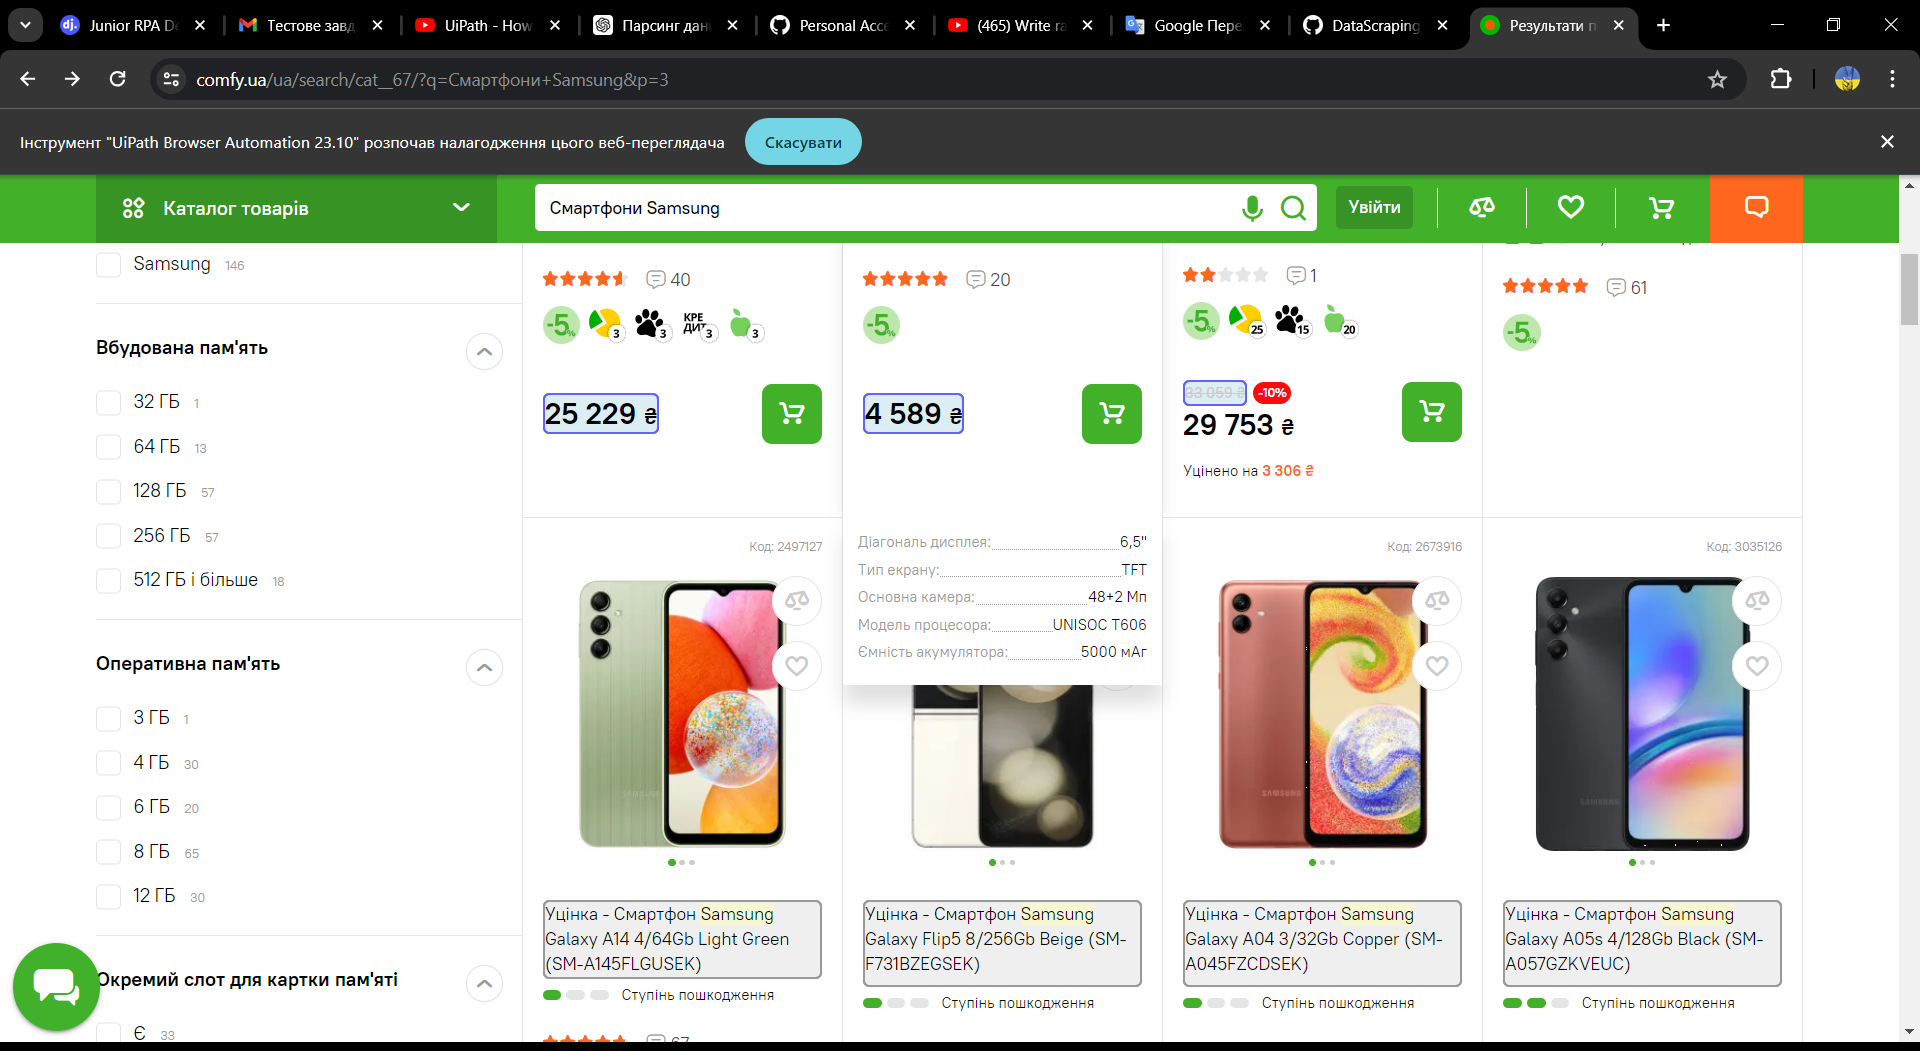 Junior RPA De
Тестове завд
UiPath - How
Парсинг дан
Personal Acce
(465) Write ra
Google Пере
DataScraping
Результати п
comfy.ua/ua/search/cat__67/?q=Смартфони+Samsung&p=3
Інструмент "UiPath Browser Automation 23.10" розпочав налагодження цього веб-переглядача
Скасувати
Каталог товарів
Смартфони Samsung
Увійти
Samsung 146
Вбудована пам'ять
32 ГБ 1
64 ГБ 13
128 ГБ 57
256 ГБ 57
512 ГБ і більше 18
Оперативна пам'ять
3 ГБ 1
4 ГБ 30
6 ГБ 20
8 ГБ 65
12 ГБ 30
Окремий слот для картки пам'яті
Є 33
40
-5%
3
3
КРЕ
ДИТ
3
3
25 229 ₴
20
-5%
4 589 ₴
1
-5%
25
15
20
33 059 ₴
-10%
29 753 ₴
Уцінено на 3 306 ₴
61
-5%
Діагональ дисплея: 6,5"
Тип екрану: TFT
Основна камера: 48+2 Мп
Модель процесора: UNISOC T606
Ємність акумулятора: 5000 мАг
Код: 2497127
SAMSUNG
Уцінка - Смартфон Samsung
Galaxy A14 4/64Gb Light Green
(SM-A145FLGUSEK)
Ступінь пошкодження
67
Уцінка - Смартфон Samsung
Galaxy Flip5 8/256Gb Beige (SM-
F731BZEGSEK)
Ступінь пошкодження
Код: 2673916
SAMSUNG
Уцінка - Смартфон Samsung
Galaxy A04 3/32Gb Copper (SM-
A045FZCDSEK)
Ступінь пошкодження
Код: 3035126
SAMSUNG
Уцінка - Смартфон Samsung
Galaxy A05s 4/128Gb Black (SM-
A057GZKVEUC)
Ступінь пошкодження